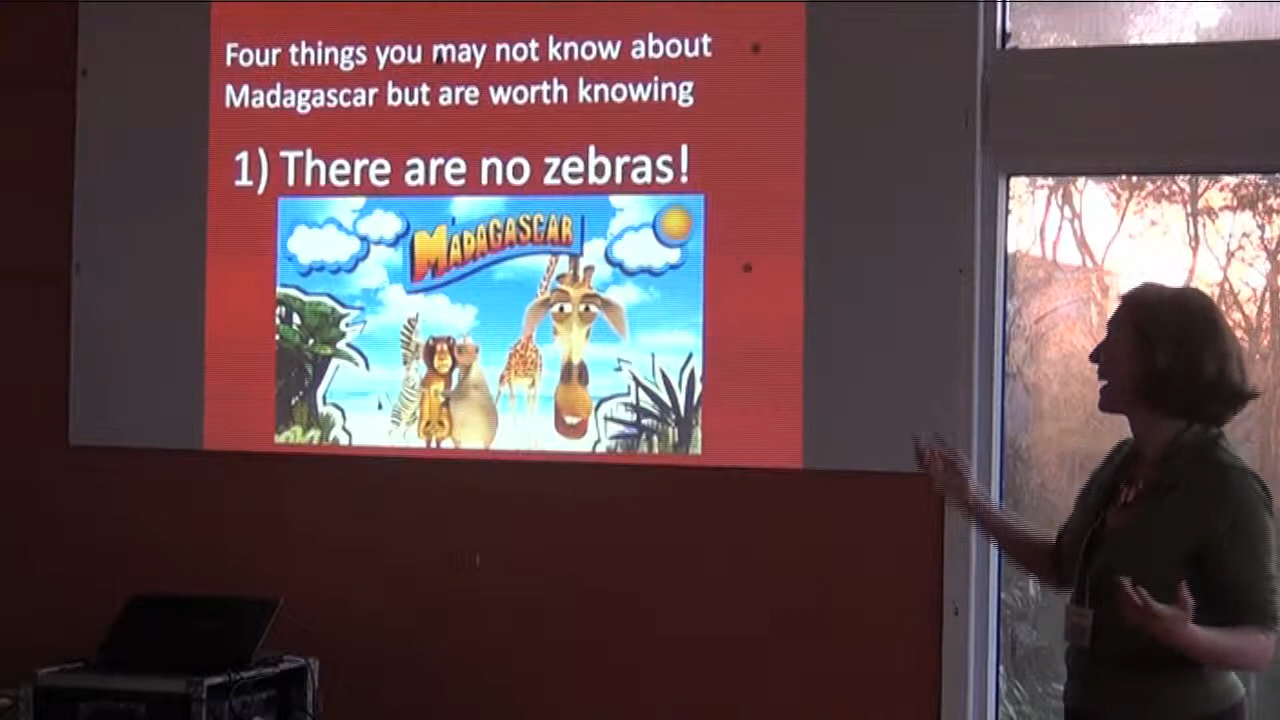 Four things you may not know about
Madagascar but are worth knowing
1) There are no zebras!
MADAGASCAR